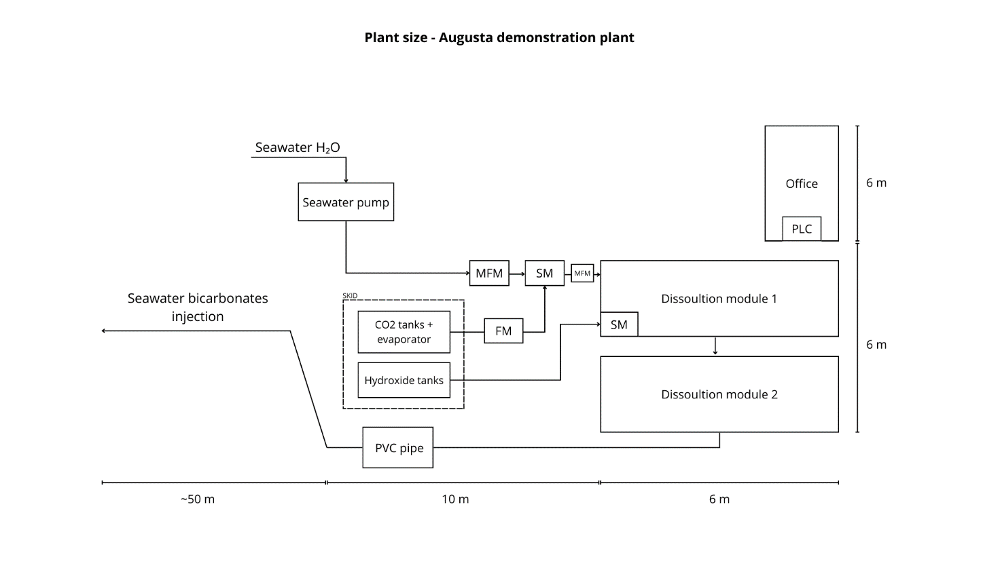 Plant size - Augusta demonstration plant
Seawater H₂O
Seawater pump
Office
6 m
PLC
MFM
SM
MFM
Dissoultion module 1
Seawater bicarbonates
injection
SKID
CO2 tanks +
evaporator
FM
SM
6 m
Hydroxide tanks
Dissoultion module 2
PVC pipe
~50 m
10 m
6 m